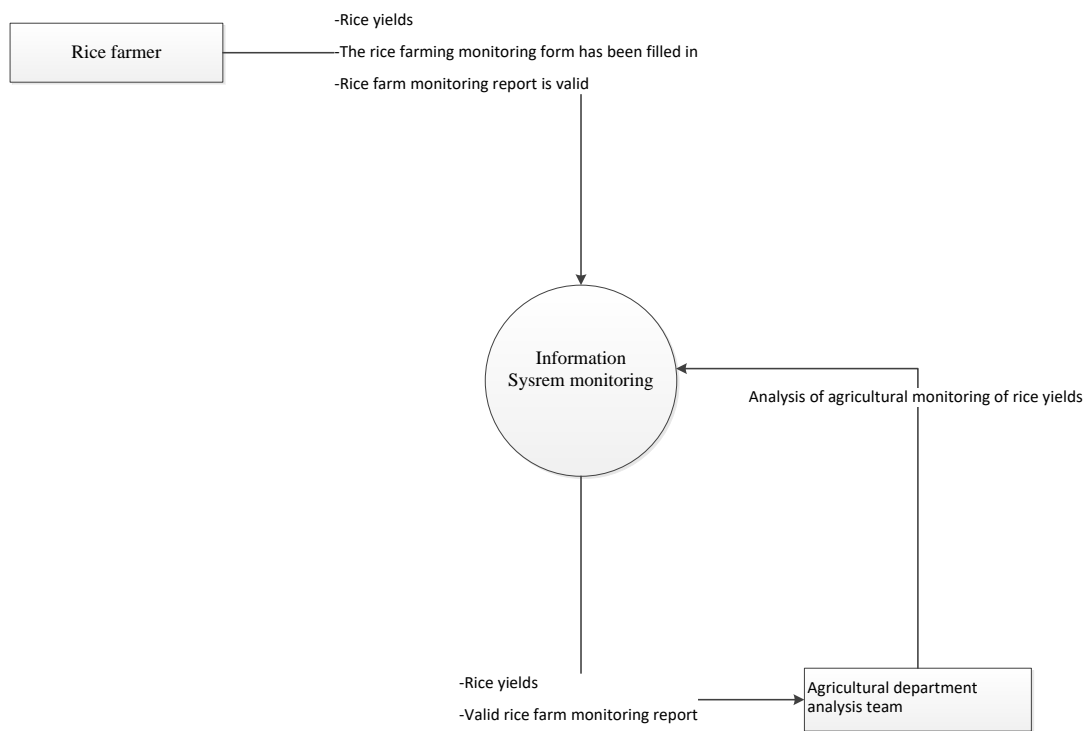 Rice farmer
-Rice yields
-The rice farming monitoring form has been filled in
-Rice farm monitoring report is valid
Information
Sysrem monitoring
Analysis of agricultural monitoring of rice yields
-Rice yields
-Valid rice farm monitoring report
Agricultural department
analysis team